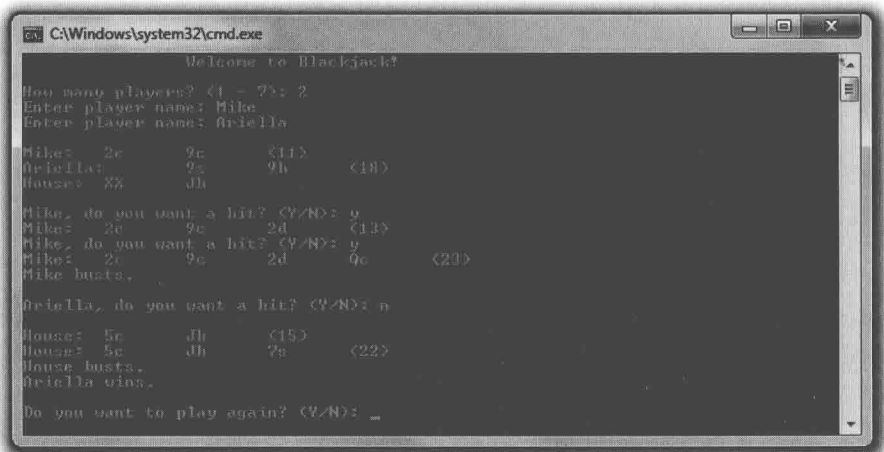 C:\Windows\system32\cmd.exe
Welcome to Blackjack!
How many players? (1 - 7): 2
Enter player name: Mike
Enter player name: Ariella
Mike: 2c 9c (11)
Ariella: 9h (18)
House: XX Jh
Mike, do you want a hit? (Y/N): y
Mike: 2c 9c 2d (13)
Mike, do you want a hit? (Y/N): y
Mike: 2c 9c 2d Qc (23)
Mike busts.
Ariella, do you want a hit? (Y/N): n
House: 5c Jh (15)
House: 5c Jh 7s (22)
House busts.
Ariella wins.
Do you want to play again? (Y/N): _